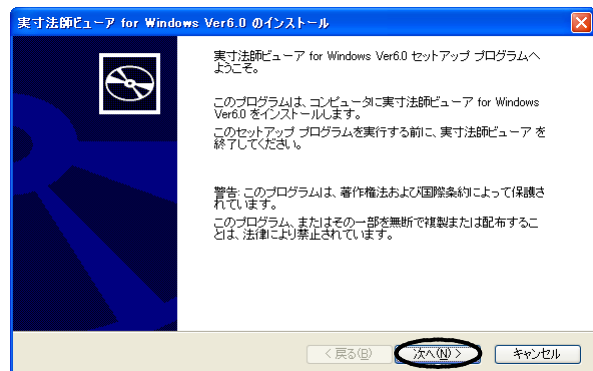 実寸法師ビューア for Windows Ver6.0 のインストール
実寸法師ビューア for Windows Ver6.0 セットアップ プログラムへ
ようこそ。
このプログラムは、コンピュータに実寸法師ビューア for Windows
Ver6.0 をインストールします。
このセットアップ プログラムを実行する前に、実寸法師ビューア を
終了してください。
警告: このプログラムは、著作権法および国際条約によって保護さ
れています。
このプログラム、またはその一部を無断で複製または配布するこ
とは、法律により禁止されています。
< 戻る(B) 次へ(N) > キャンセル